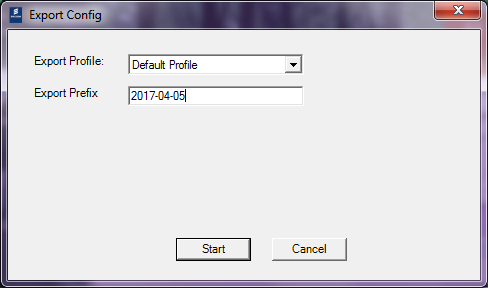 Export Config
Export Profile: Default Profile
Export Prefix 2017-04-05
Start Cancel